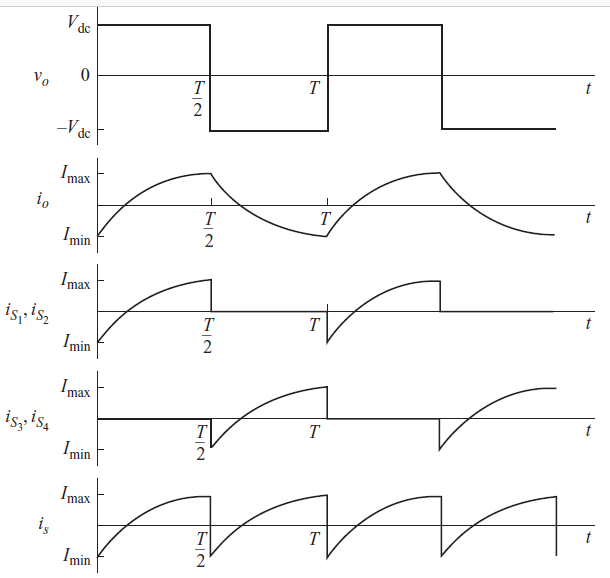 V_dc
v_o 0 T/2 T t
–V_dc
I_max
i_o T/2 T t
I_min
I_max
i_S1, i_S2 T/2 T t
I_min
I_max
i_S3, i_S4 T/2 T t
I_min
I_max
i_s T/2 T t
I_min